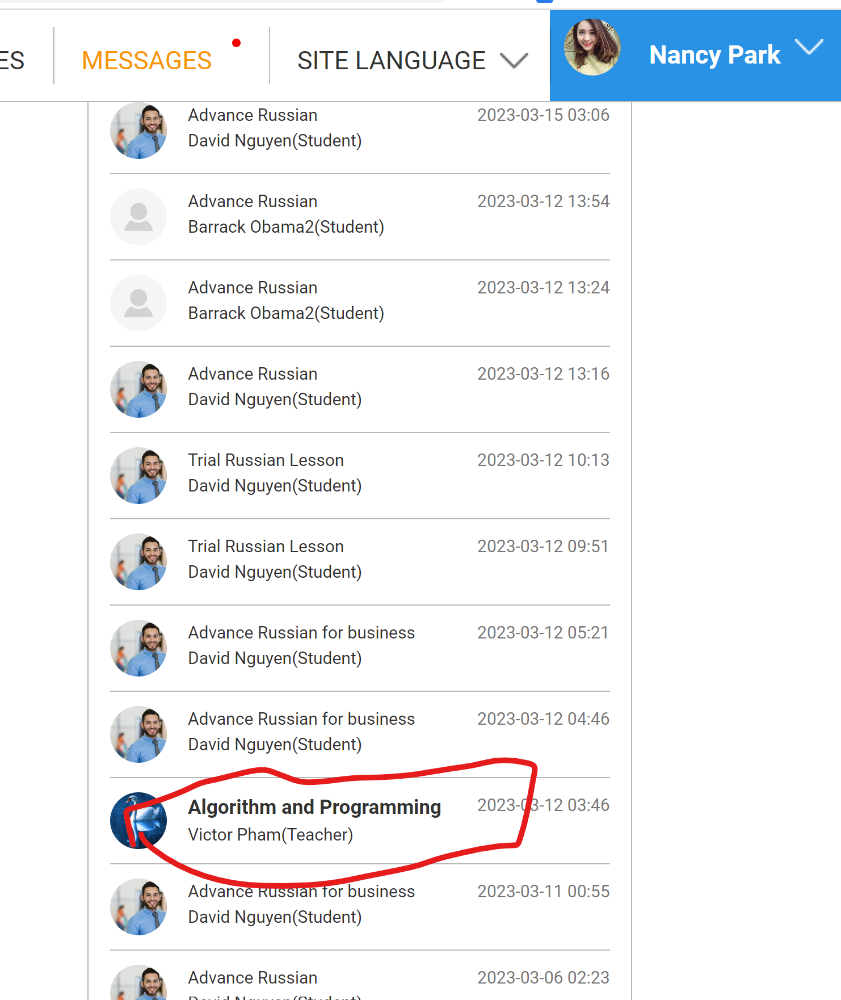 ES
MESSAGES
SITE LANGUAGE
Nancy Park
Advance Russian 2023-03-15 03:06
David Nguyen(Student)
Advance Russian 2023-03-12 13:54
Barrack Obama2(Student)
Advance Russian 2023-03-12 13:24
Barrack Obama2(Student)
Advance Russian 2023-03-12 13:16
David Nguyen(Student)
Trial Russian Lesson 2023-03-12 10:13
David Nguyen(Student)
Trial Russian Lesson 2023-03-12 09:51
David Nguyen(Student)
Advance Russian for business 2023-03-12 05:21
David Nguyen(Student)
Advance Russian for business 2023-03-12 04:46
David Nguyen(Student)
Algorithm and Programming 2023-03-12 03:46
Victor Pham(Teacher)
Advance Russian for business 2023-03-11 00:55
David Nguyen(Student)
Advance Russian 2023-03-06 02:23
David Nguyen(Student)